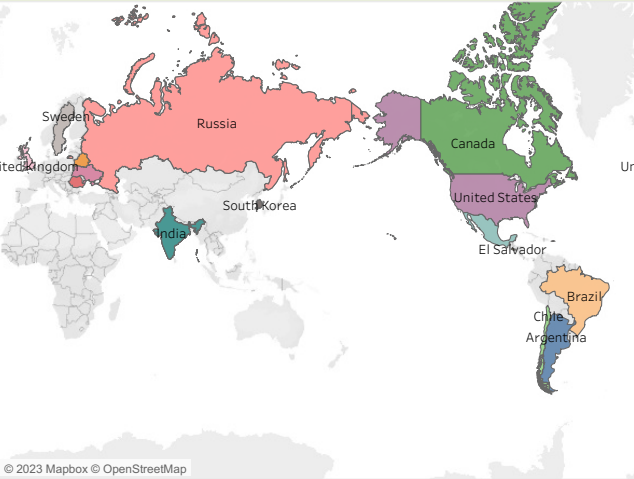 Sweden
Russia
Canada
ited Kingdom
Ur
United States
South Korea
India
El Salvador
Brazil
Chile
Argentina
© 2023 Mapbox © OpenStreetMap